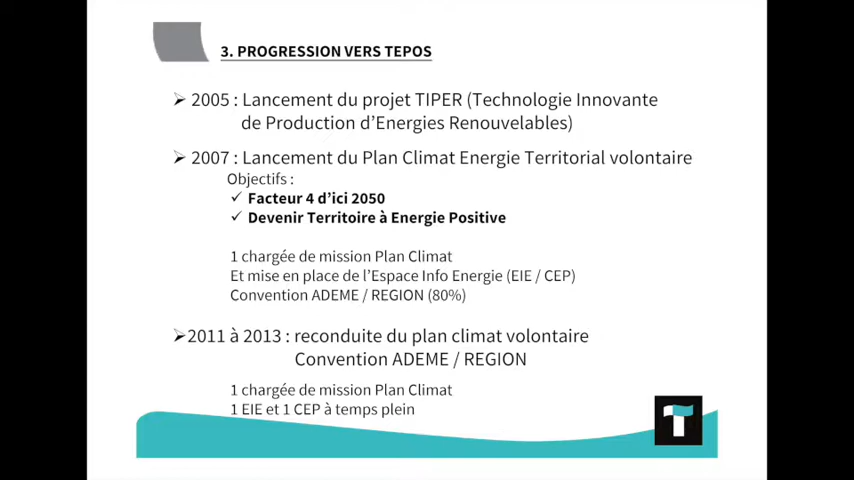 3. PROGRESSION VERS TEPOS
➢ 2005 : Lancement du projet TIPER (Technologie Innovante
de Production d'Energies Renouvelables)
➢ 2007 : Lancement du Plan Climat Energie Territorial volontaire
Objectifs :
✓ Facteur 4 d'ici 2050
✓ Devenir Territoire à Energie Positive
1 chargée de mission Plan Climat
Et mise en place de l'Espace Info Energie (EIE / CEP)
Convention ADEME / REGION (80%)
➢2011 à 2013 : reconduite du plan climat volontaire
Convention ADEME / REGION
1 chargée de mission Plan Climat
1 EIE et 1 CEP à temps plein
T